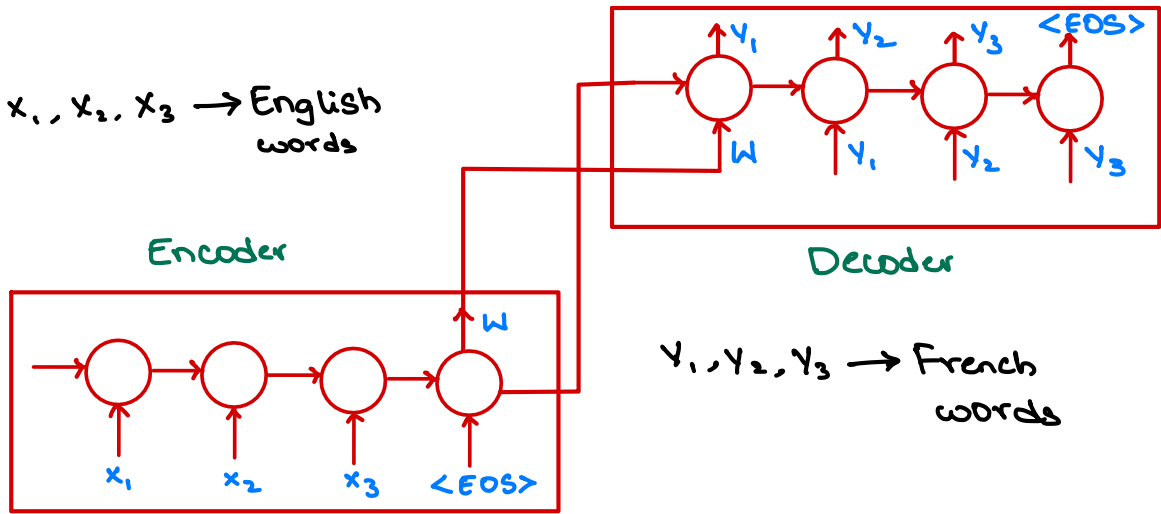 Y₁ Y₂ Y₃ <EOS>
x₁, x₂, x₃ → English
words
W Y₁ Y₂ Y₃
Encoder
Decoder
W
Y₁, Y₂, Y₃ → French
words
x₁ x₂ x₃ <EOS>